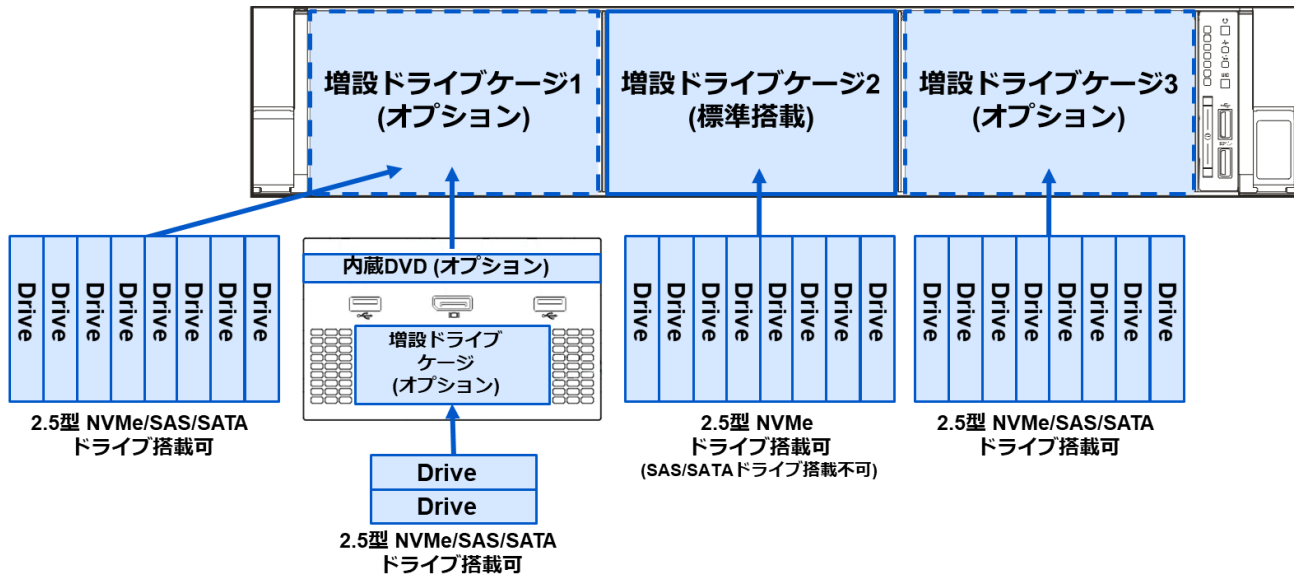 増設ドライブケージ1
(オプション)
増設ドライブケージ2
(標準搭載)
増設ドライブケージ3
(オプション)
Drive
Drive
Drive
Drive
Drive
Drive
Drive
Drive
2.5型 NVMe/SAS/SATA
ドライブ搭載可
内蔵DVD (オプション)
増設ドライブ
ケージ
(オプション)
Drive
Drive
2.5型 NVMe/SAS/SATA
ドライブ搭載可
Drive
Drive
Drive
Drive
Drive
Drive
Drive
Drive
2.5型 NVMe
ドライブ搭載可
(SAS/SATAドライブ搭載不可)
Drive
Drive
Drive
Drive
Drive
Drive
Drive
Drive
2.5型 NVMe/SAS/SATA
ドライブ搭載可